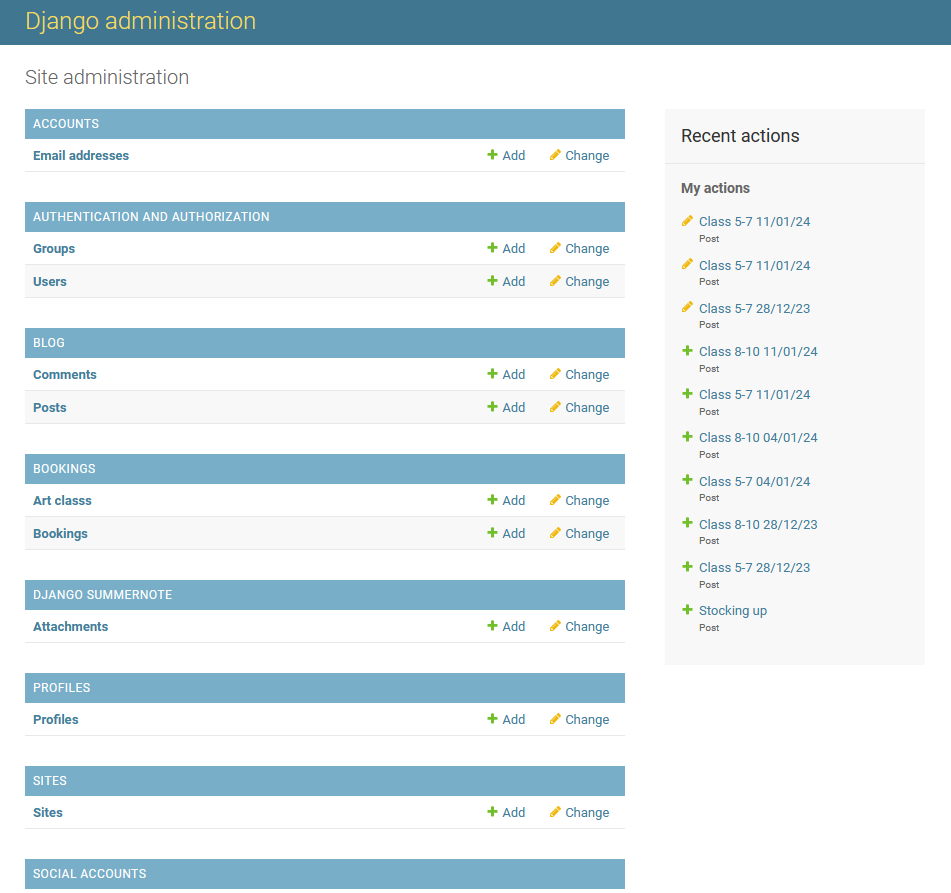 Django administration
Site administration
ACCOUNTS
Email addresses Add Change
AUTHENTICATION AND AUTHORIZATION
Groups Add Change
Users Add Change
BLOG
Comments Add Change
Posts Add Change
BOOKINGS
Art classs Add Change
Bookings Add Change
DJANGO SUMMERNOTE
Attachments Add Change
PROFILES
Profiles Add Change
SITES
Sites Add Change
SOCIAL ACCOUNTS
Recent actions
My actions
Class 5-7 11/01/24
Post
Class 5-7 11/01/24
Post
Class 5-7 28/12/23
Post
Class 8-10 11/01/24
Post
Class 5-7 11/01/24
Post
Class 8-10 04/01/24
Post
Class 5-7 04/01/24
Post
Class 8-10 28/12/23
Post
Class 5-7 28/12/23
Post
Stocking up
Post